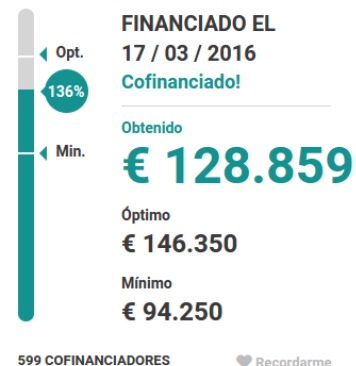 FINANCIADO EL
17 / 03 / 2016
Cofinanciado!
Opt.
136%
Min.
Obtenido
€ 128.859
Óptimo
€ 146.350
Mínimo
€ 94.250
599 COFINANCIADORES
Recordarme